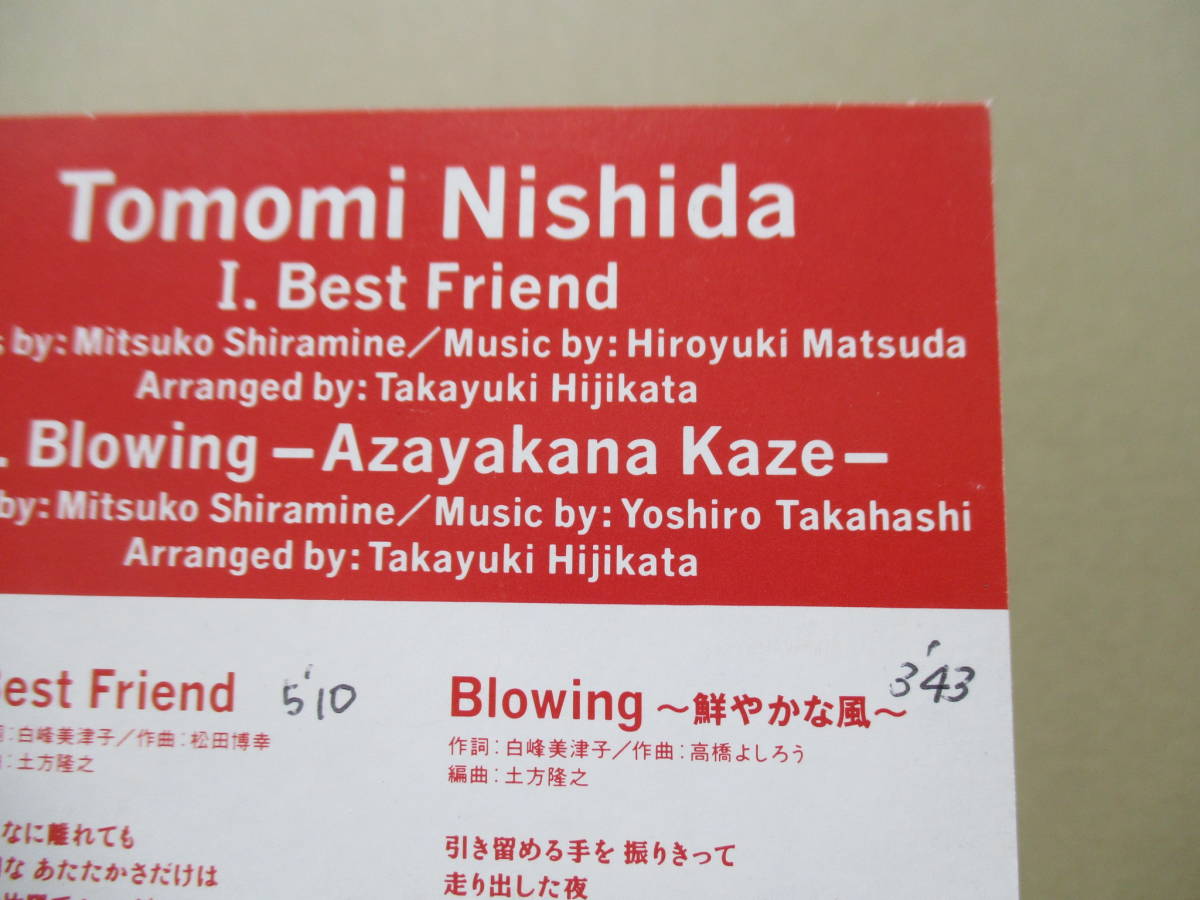 Tomomi Nishida
I. Best Friend
by: Mitsuko Shiramine／Music by: Hiroyuki Matsuda
Arranged by: Takayuki Hijikata
. Blowing －Azayakana Kaze－
by: Mitsuko Shiramine／Music by: Yoshiro Takahashi
Arranged by: Takayuki Hijikata
Best Friend 5'10
：白峰美津子／作曲：松田博幸
：土方隆之
なに離れても
な あたたかさだけは
Blowing ～鮮やかな風～ 3'43
作詞：白峰美津子／作曲：高橋よしろう
編曲：土方隆之
引き留める手を 振りきって
走り出した夜